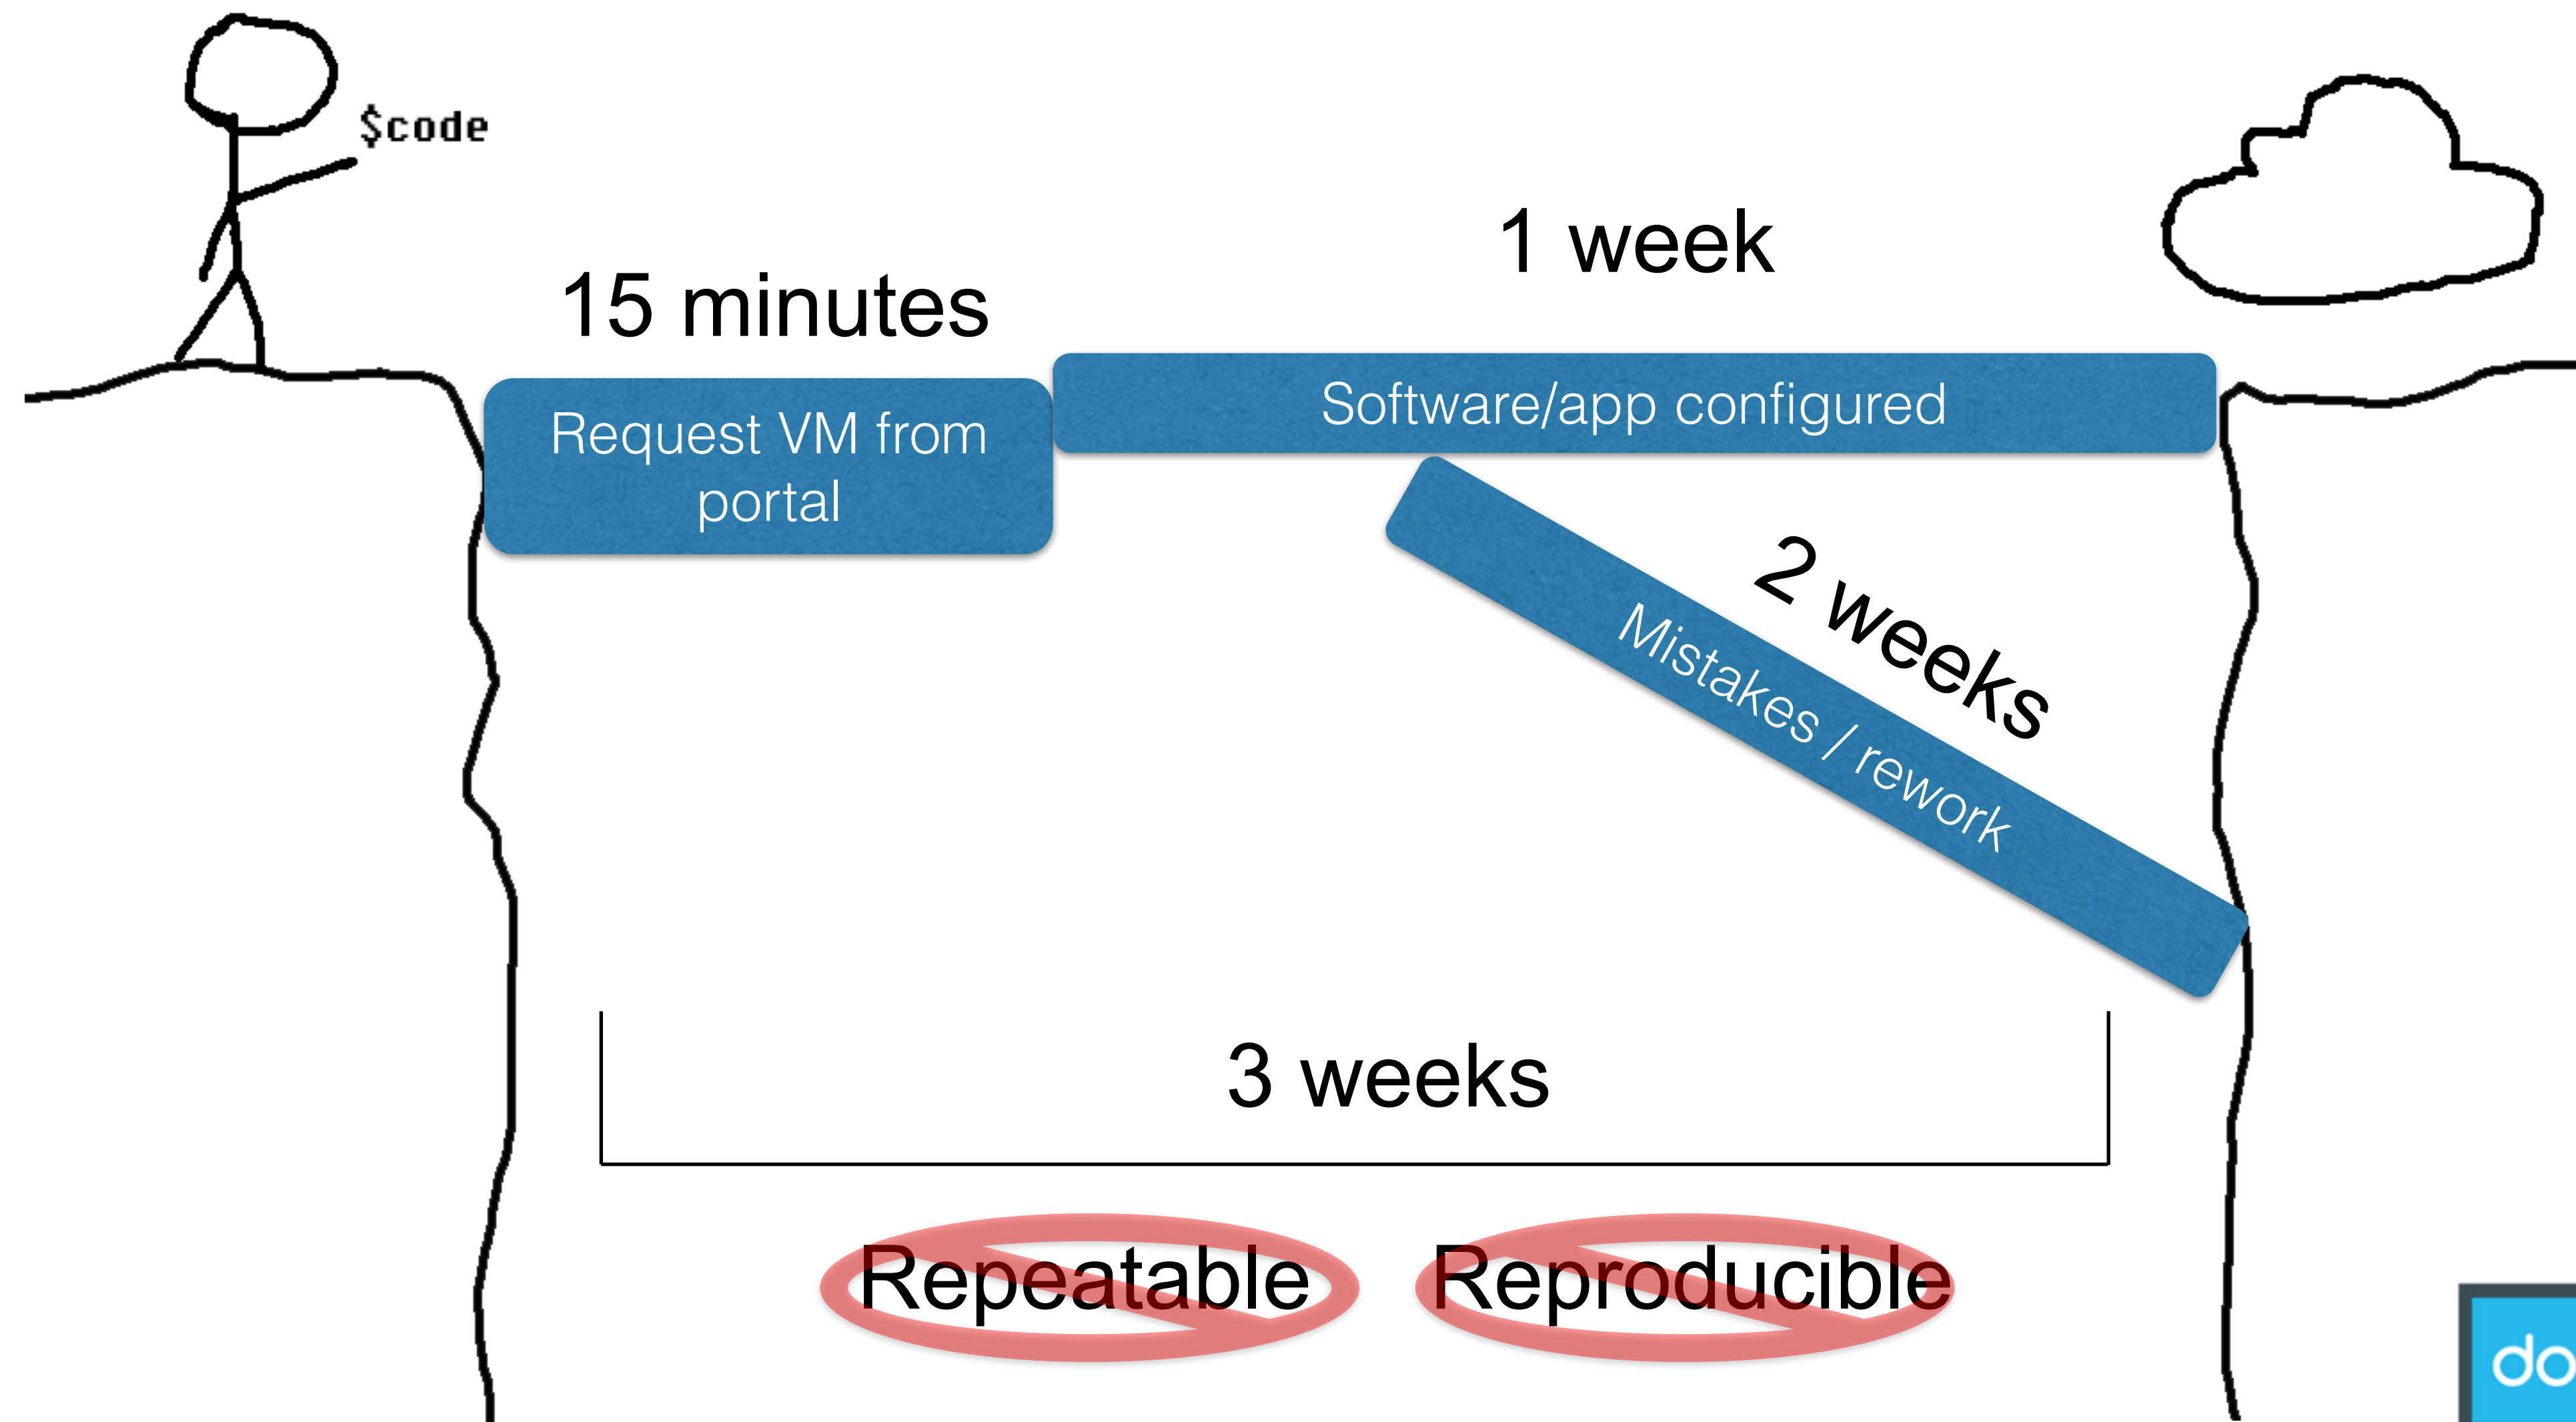 $code
15 minutes
1 week
Request VM from
portal
Software/app configured
2 weeks
Mistakes / rework
3 weeks
Repeatable
Reproducible
do